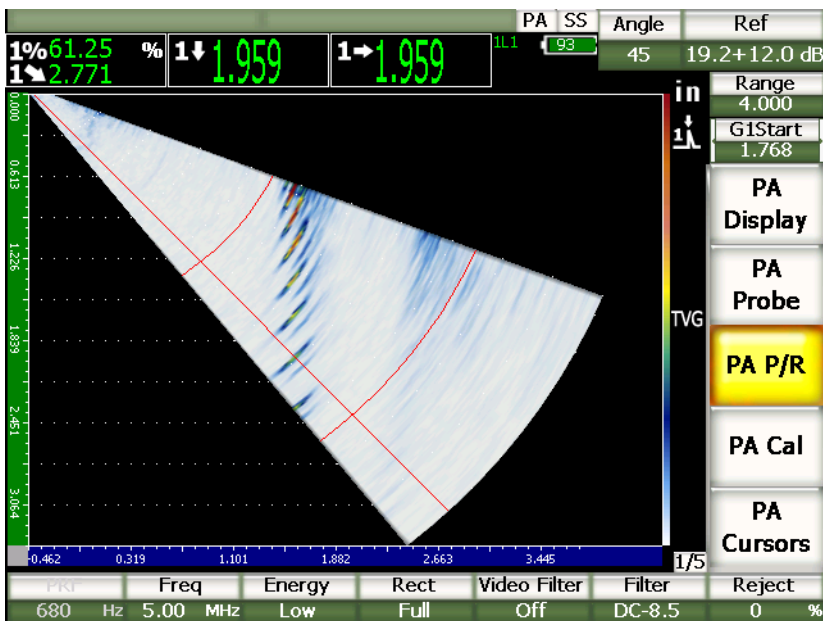 PA SS Angle Ref
1% 61.25 % 1 1.959 1 1.959 1L1 93 45 19.2+12.0 dB
1 2.771
in Range
4.000
1 G1Start
1.768
PA
Display
PA
Probe
TVG
PA P/R
PA Cal
PA
Cursors
0.000
0.613
1.226
1.839
2.451
3.064
-0.462 0.319 1.101 1.882 2.663 3.445
1/5
PRF Freq Energy Rect Video Filter Filter Reject
680 Hz 5.00 MHz Low Full Off DC-8.5 0 %